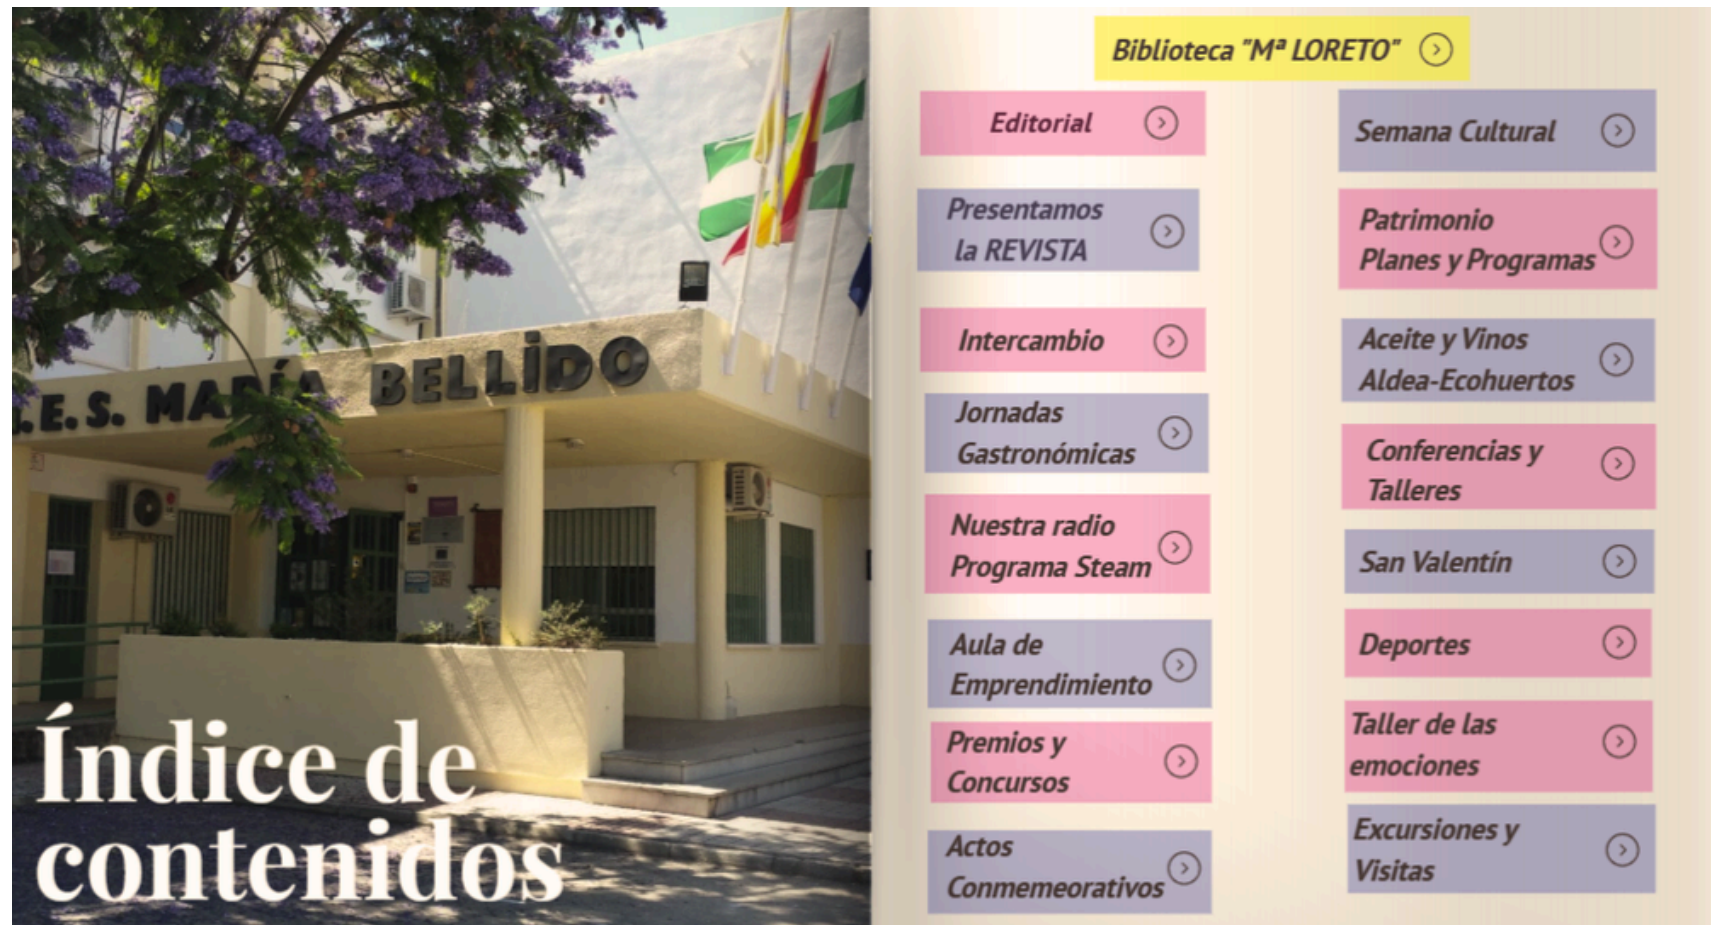 I.E.S. MARÍA BELLİDO
Índice de
contenidos
Biblioteca "Mª LORETO"
Editorial
Presentamos
la REVISTA
Intercambio
Jornadas
Gastronómicas
Nuestra radio
Programa Steam
Aula de
Emprendimiento
Premios y
Concursos
Actos
Conmemeorativos
Semana Cultural
Patrimonio
Planes y Programas
Aceite y Vinos
Aldea-Ecohuertos
Conferencias y
Talleres
San Valentín
Deportes
Taller de las
emociones
Excursiones y
Visitas